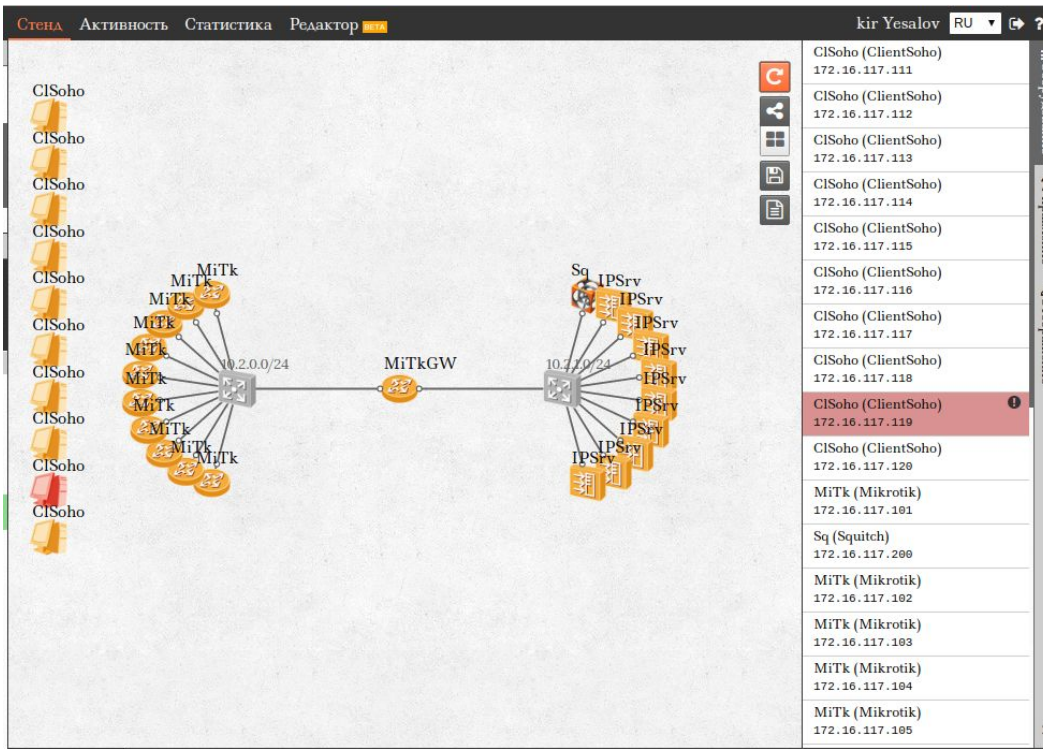 Стенд Активность Статистика Редактор BETA kir Yesalov RU ?
ClSoho
ClSoho
ClSoho
ClSoho
ClSoho
ClSoho
ClSoho
ClSoho
ClSoho
ClSoho
MiTk
MiTk
MiTk
MiTk
MiTk
MiTk
MiTk
MiTk
MiTk
MiTk
10.2.0.0/24
MiTkGW
10.2.1.0/24
Sq
IPSrv
IPSrv
IPSrv
IPSrv
IPSrv
IPSrv
IPSrv
IPSrv
IPSrv
ClSoho (ClientSoho)
172.16.117.111
ClSoho (ClientSoho)
172.16.117.112
ClSoho (ClientSoho)
172.16.117.113
ClSoho (ClientSoho)
172.16.117.114
ClSoho (ClientSoho)
172.16.117.115
ClSoho (ClientSoho)
172.16.117.116
ClSoho (ClientSoho)
172.16.117.117
ClSoho (ClientSoho)
172.16.117.118
ClSoho (ClientSoho)
172.16.117.119
ClSoho (ClientSoho)
172.16.117.120
MiTk (Mikrotik)
172.16.117.101
Sq (Squitch)
172.16.117.200
MiTk (Mikrotik)
172.16.117.102
MiTk (Mikrotik)
172.16.117.103
MiTk (Mikrotik)
172.16.117.104
MiTk (Mikrotik)
172.16.117.105